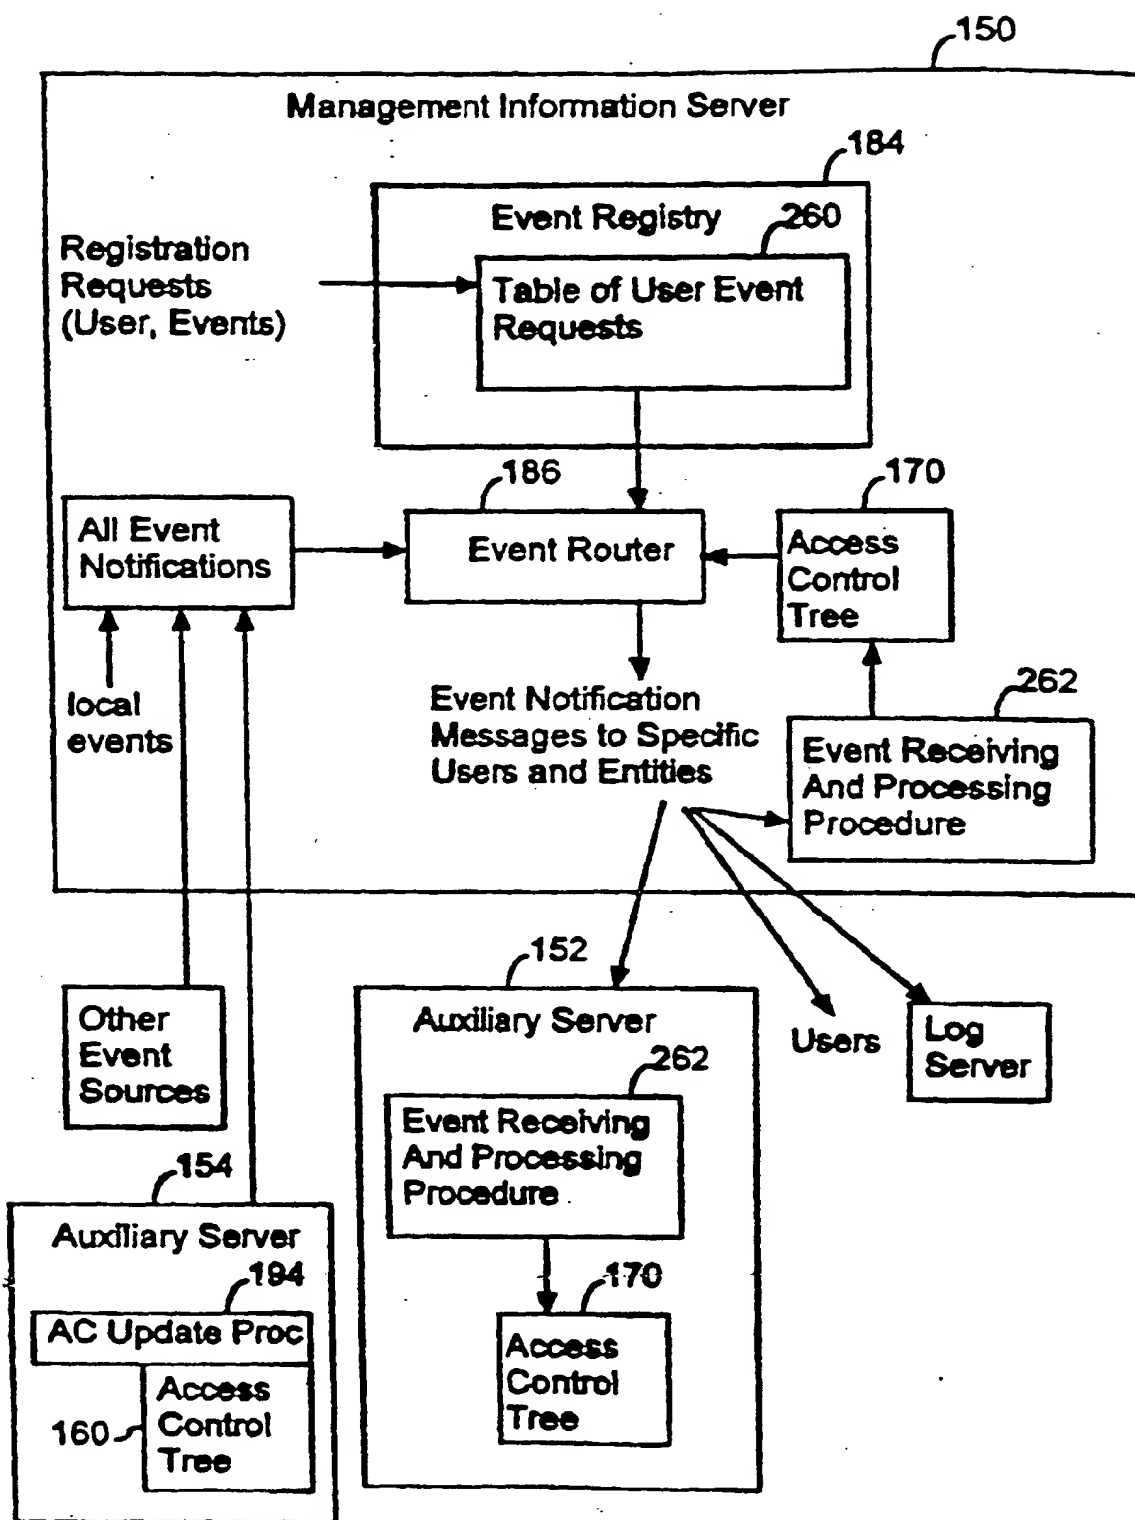 150
Management Information Server
184
Event Registry
260
Registration
Requests
(User, Events)
Table of User Event
Requests
186
170
All Event
Notifications
Event Router
Access
Control
Tree
local
events
Event Notification
Messages to Specific
Users and Entities
262
Event Receiving
And Processing
Procedure
152
Other
Event
Sources
Auxiliary Server
Users
Log
Server
262
Event Receiving
And Processing
Procedure
154
Auxiliary Server
194
AC Update Proc
170
Access
Control
Tree
160
Access
Control
Tree